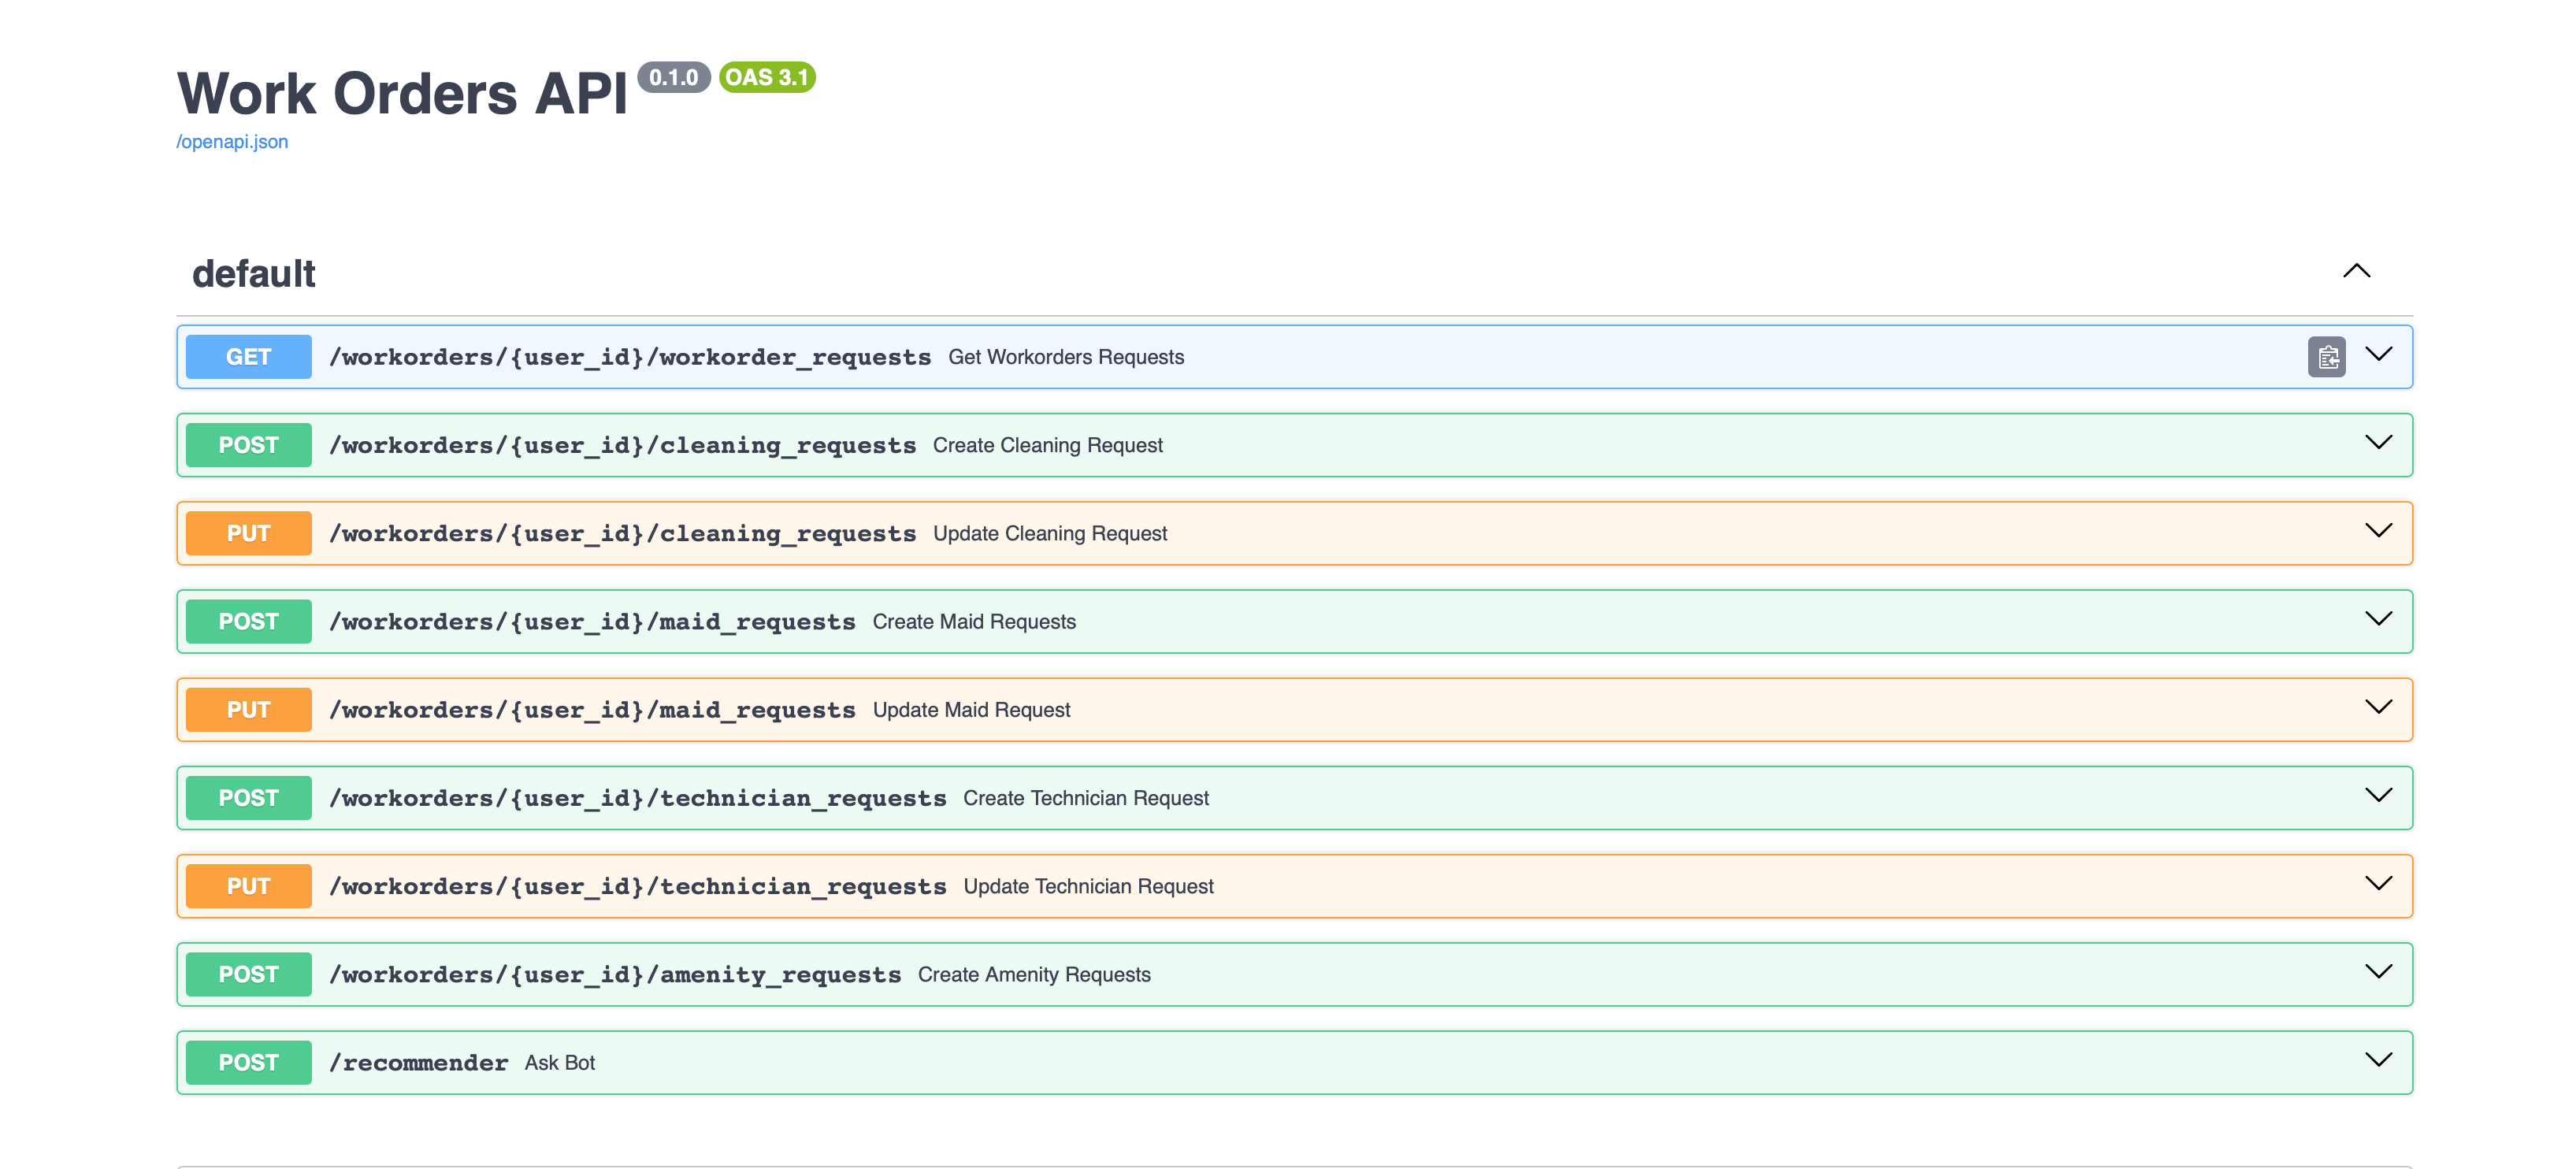 Work Orders API 0.1.0 OAS 3.1
/openapi.json
default
GET /workorders/{user_id}/workorder_requests Get Workorders Requests
POST /workorders/{user_id}/cleaning_requests Create Cleaning Request
PUT /workorders/{user_id}/cleaning_requests Update Cleaning Request
POST /workorders/{user_id}/maid_requests Create Maid Requests
PUT /workorders/{user_id}/maid_requests Update Maid Request
POST /workorders/{user_id}/technician_requests Create Technician Request
PUT /workorders/{user_id}/technician_requests Update Technician Request
POST /workorders/{user_id}/amenity_requests Create Amenity Requests
POST /recommender Ask Bot